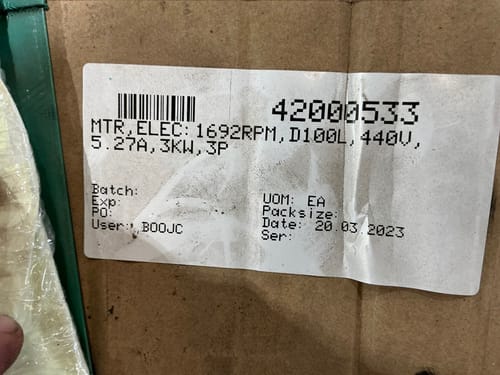 42000533
MTR,ELEC:1692RPM,D100L,440V,
5.27A,3KW,3P
Batch:
Exp:
PO:
User: BOOJC
UOM: EA
Packsize:
Date: 20.03.2023
Ser: